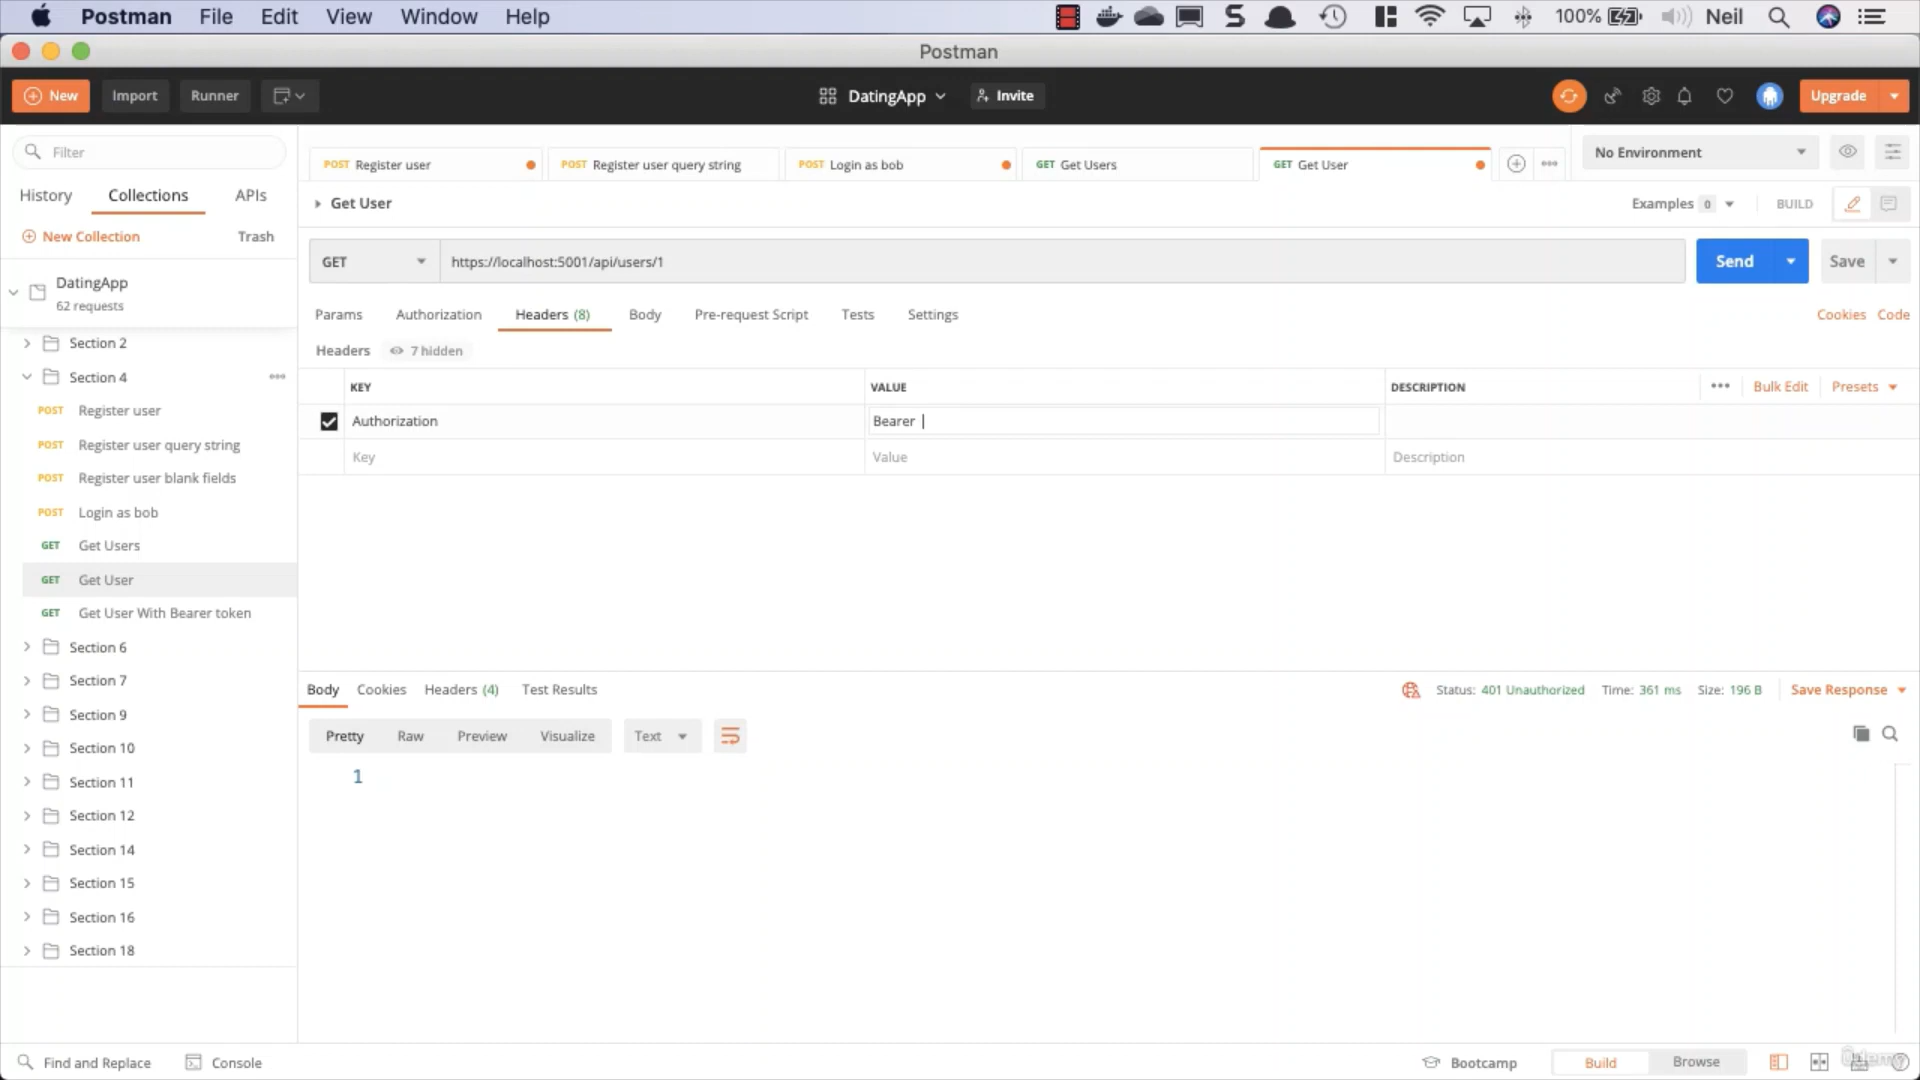 Postman File Edit View Window Help 100% Neil
Postman
New Import Runner DatingApp Invite Upgrade
Filter
POST Register user POST Register user query string POST Login as bob GET Get Users GET Get User No Environment
History Collections APIs
Get User Examples 0 BUILD
New Collection Trash
GET https://localhost:5001/api/users/1 Send Save
DatingApp
62 requests
Params Authorization Headers (8) Body Pre-request Script Tests Settings Cookies Code
Section 2
Headers 7 hidden
Section 4
KEY VALUE DESCRIPTION Bulk Edit Presets
POST Register user
Authorization Bearer
POST Register user query string
Key Value Description
POST Register user blank fields
POST Login as bob
GET Get Users
GET Get User
GET Get User With Bearer token
Section 6
Section 7
Body Cookies Headers (4) Test Results Status: 401 Unauthorized Time: 361 ms Size: 196 B Save Response
Section 9
Pretty Raw Preview Visualize Text
Section 10
1
Section 11
Section 12
Section 14
Section 15
Section 16
Section 18
Find and Replace Console Bootcamp Build Browse
Udemy